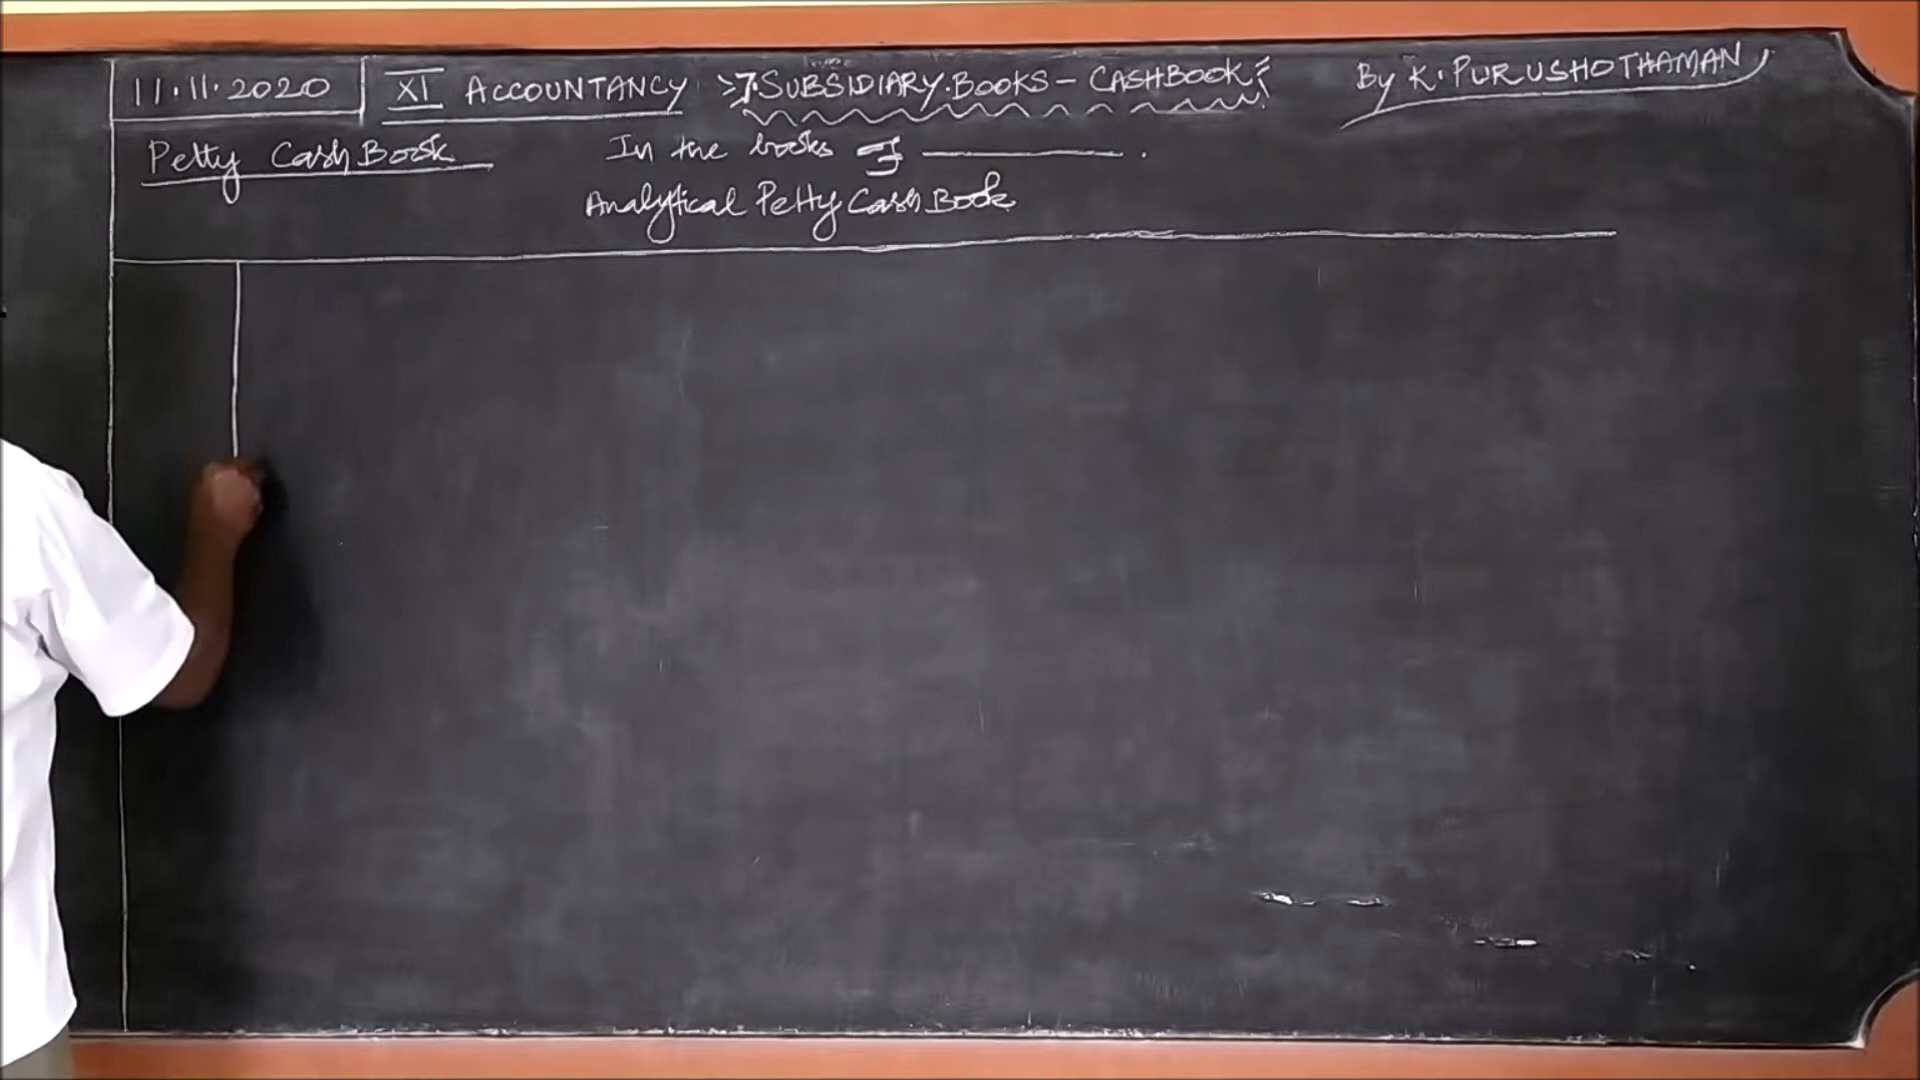 11.11.2020 XI ACCOUNTANCY 7.SUBSIDIARY.BOOKS - CASHBOOK By K. PURUSHOTHAMAN
Petty Cash Book In the books of ________ .
Analytical Petty Cash Book